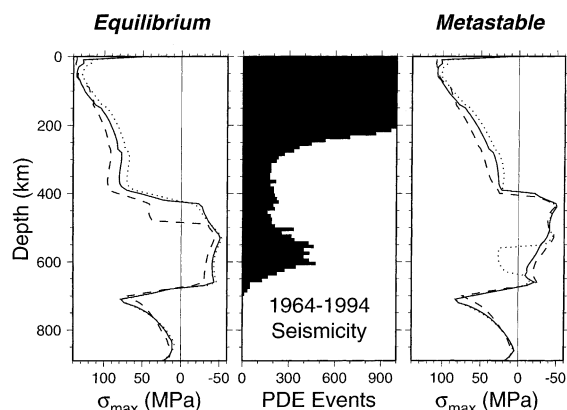 Equilibrium
Metastable
0
200
400
600
800
Depth (km)
1964-1994
Seismicity
100 50 0 -50
0 300 600 900
100 50 0 -50
σmax (MPa)
PDE Events
σmax (MPa)